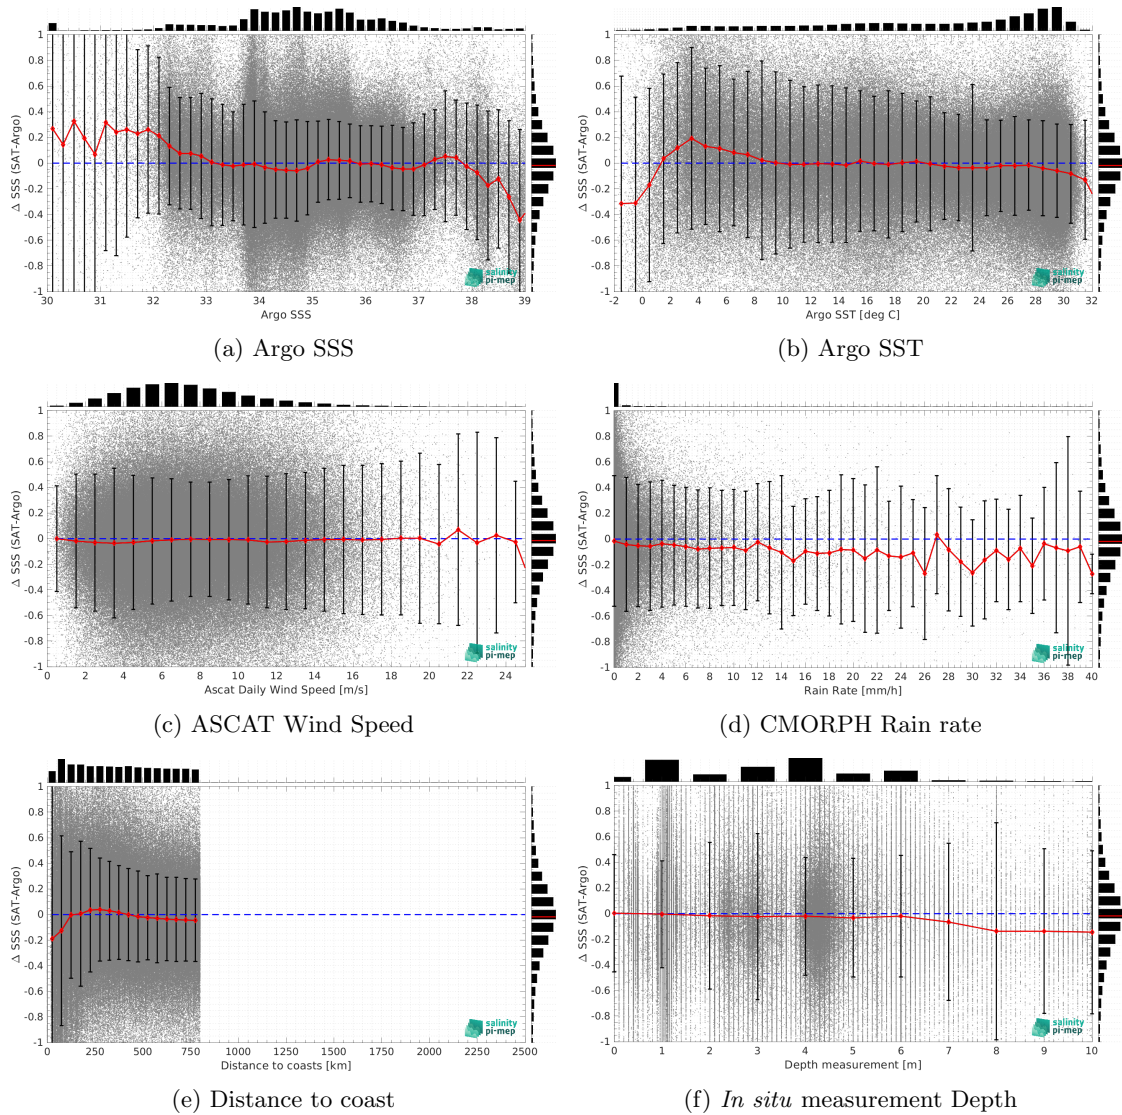 1
0.8
0.6
0.4
0.2
0
-0.2
-0.4
-0.6
-0.8
-1
Δ SSS (SAT-Argo)
30 31 32 33 34 35 36 37 38 39
Argo SSS
salinity
pi-mep
(a) Argo SSS
1
0.8
0.6
0.4
0.2
0
-0.2
-0.4
-0.6
-0.8
-1
Δ SSS (SAT-Argo)
-2 0 2 4 6 8 10 12 14 16 18 20 22 24 26 28 30 32
Argo SST [deg C]
salinity
pi-mep
(b) Argo SST
1
0.8
0.6
0.4
0.2
0
-0.2
-0.4
-0.6
-0.8
-1
Δ SSS (SAT-Argo)
0 2 4 6 8 10 12 14 16 18 20 22 24
Ascat Daily Wind Speed [m/s]
salinity
pi-mep
(c) ASCAT Wind Speed
1
0.8
0.6
0.4
0.2
0
-0.2
-0.4
-0.6
-0.8
-1
Δ SSS (SAT-Argo)
0 2 4 6 8 10 12 14 16 18 20 22 24 26 28 30 32 34 36 38 40
Rain Rate [mm/h]
salinity
pi-mep
(d) CMORPH Rain rate
1
0.8
0.6
0.4
0.2
0
-0.2
-0.4
-0.6
-0.8
-1
Δ SSS (SAT-Argo)
0 250 500 750 1000 1250 1500 1750 2000 2250 2500
Distance to coasts [km]
salinity
pi-mep
(e) Distance to coast
1
0.8
0.6
0.4
0.2
0
-0.2
-0.4
-0.6
-0.8
-1
Δ SSS (SAT-Argo)
0 1 2 3 4 5 6 7 8 9 10
Depth measurement [m]
salinity
pi-mep
(f) In situ measurement Depth